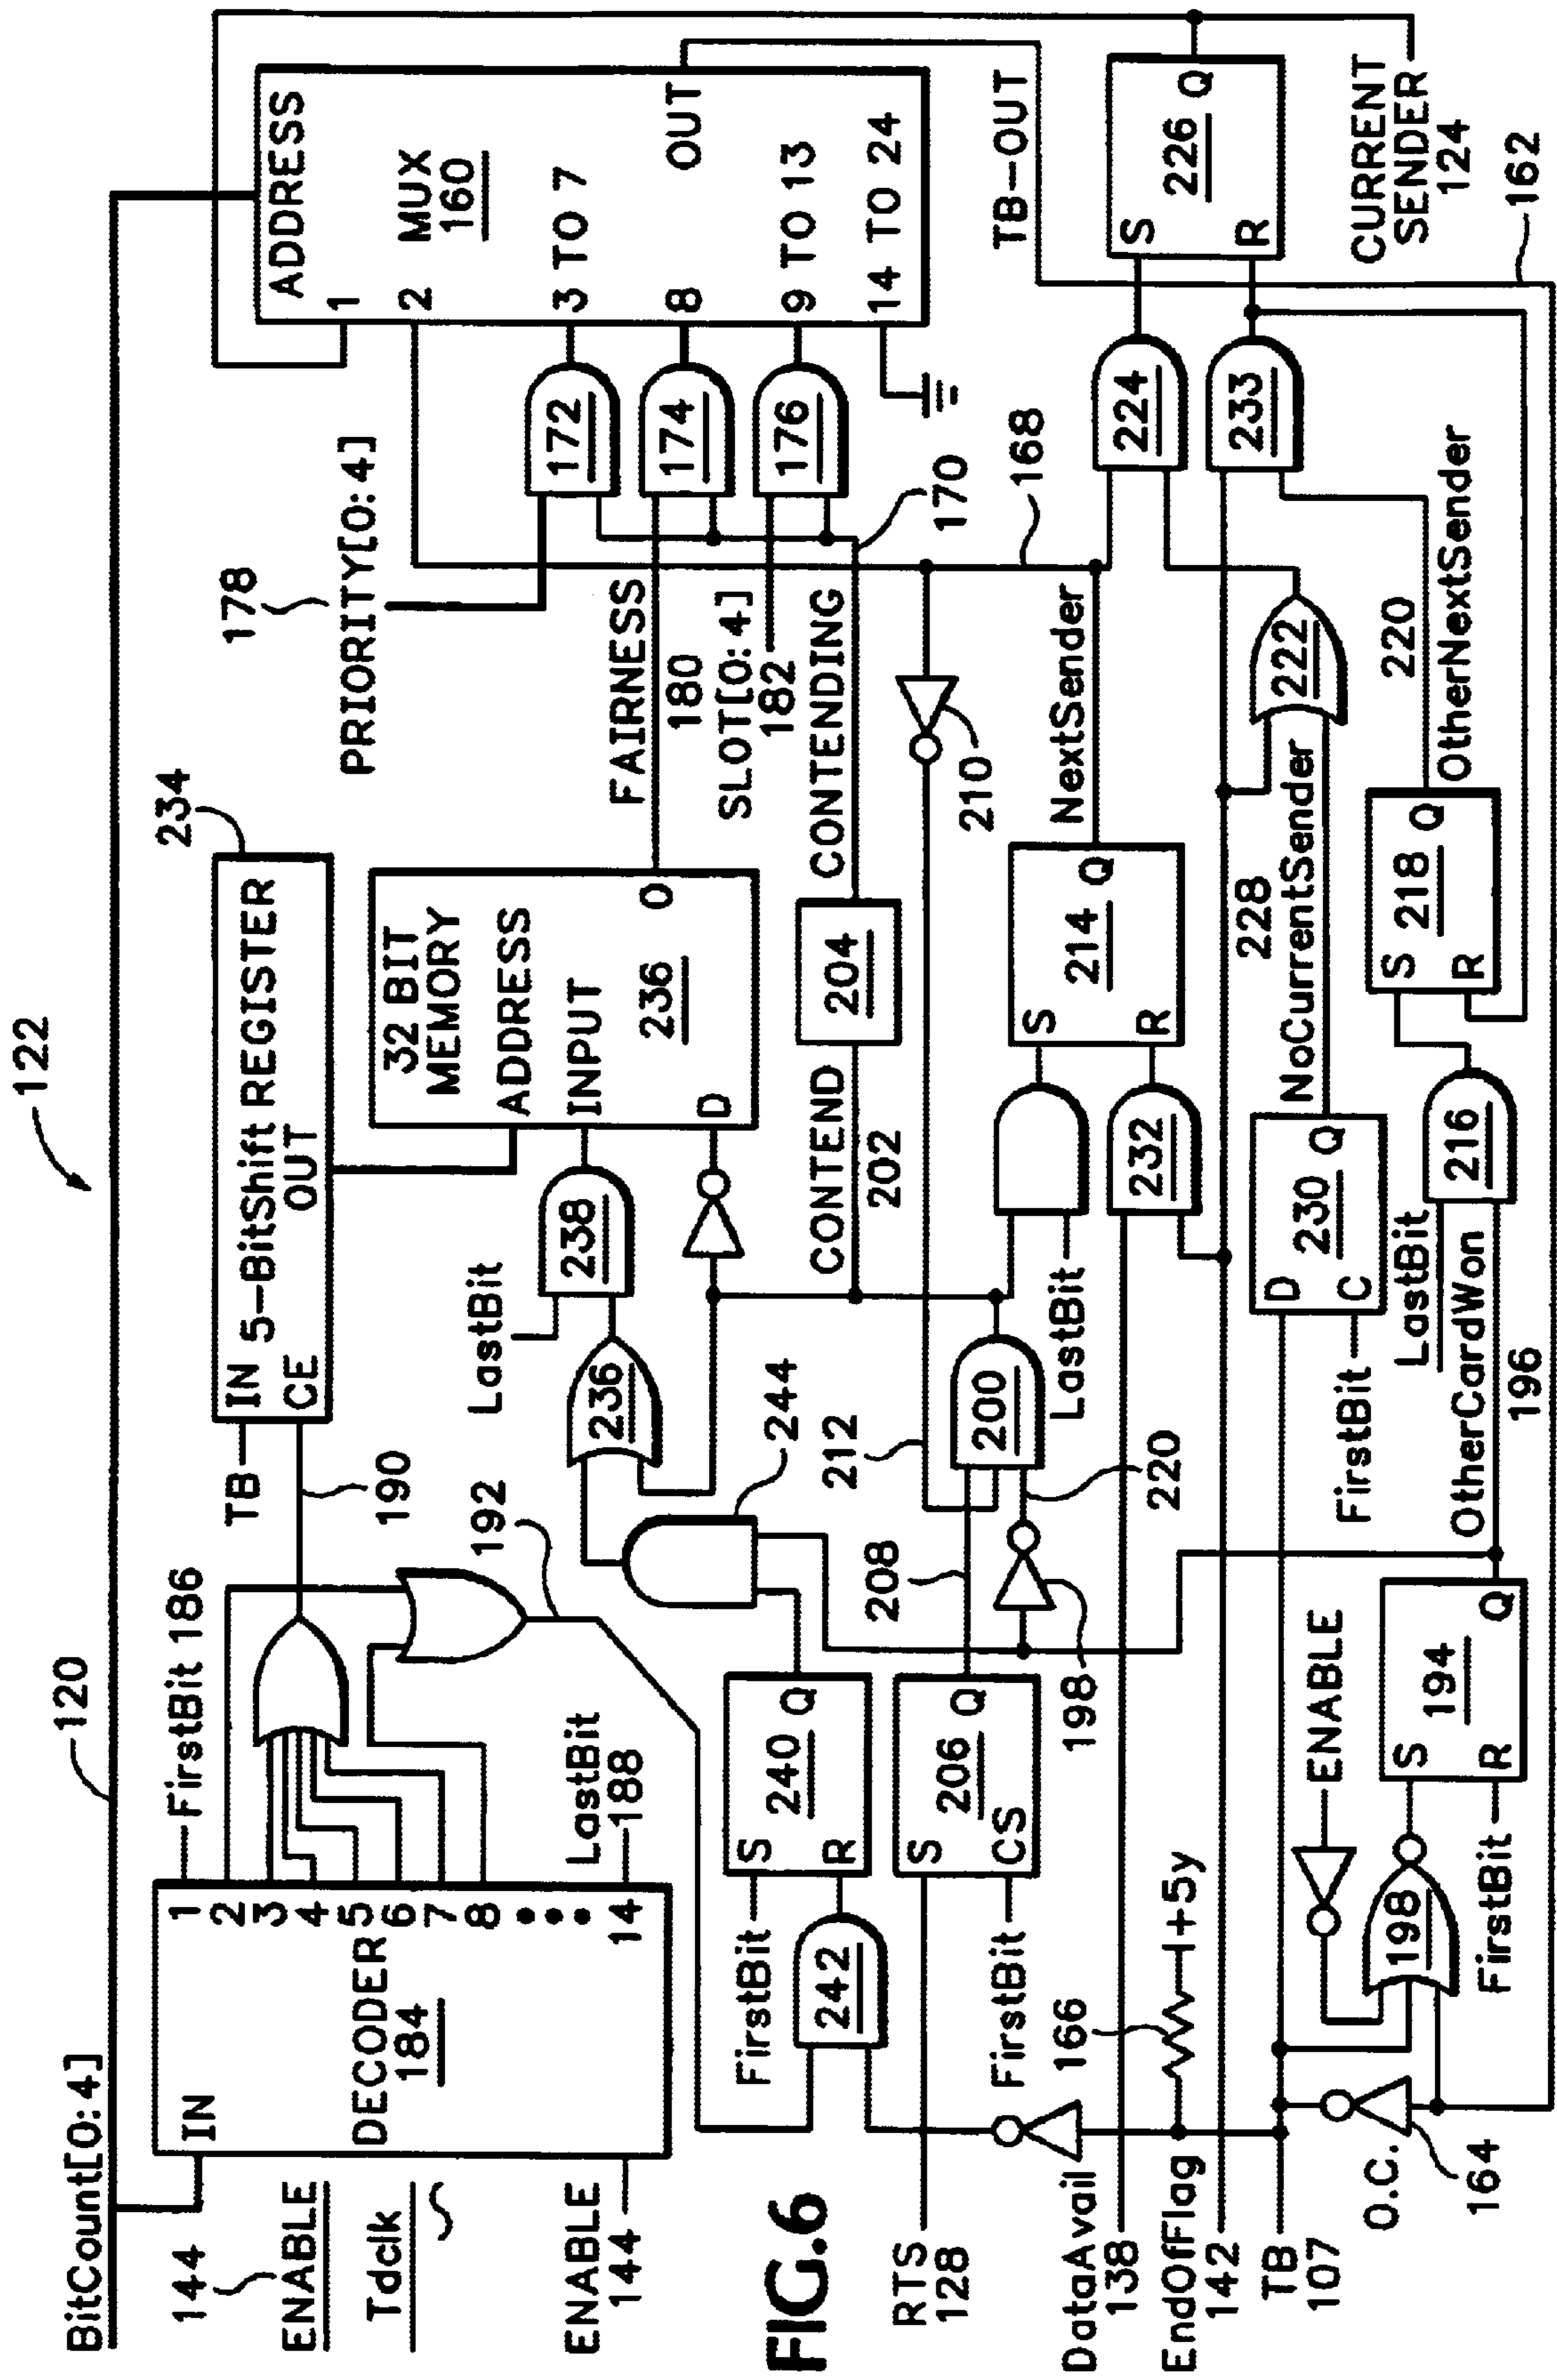 122
120
BitCount[0:4]
144
ENABLE
Tdclk
ENABLE
144
IN
DECODER
184
1
2
3
4
5
6
7
8
14
FirstBit 186
LastBit
188
190
192
TB
IN 5-BitShift REGISTER
CE OUT
234
32 BIT
MEMORY
ADDRESS
INPUT
236
D
O
LastBit
238
236
244
178
PRIORITY[0:4]
FAIRNESS
180
SLOT[0:4]
182
CONTENDING
170
168
ADDRESS
MUX
160
1
2
3 TO 7
8
9 TO 13
14 TO 24
OUT
172
174
176
TB-OUT
FIG.6
FirstBit
S
R
240
Q
242
RTS
128
S
CS
206
Q
FirstBit
208
212
198
220
200
CONTEND
202
204
LastBit
210
S
R
214
Q
NextSender
232
DataAvail
138
EndOfFlag
142
TB
107
166
+5y
O.C.
164
ENABLE
198
FirstBit
S
R
194
Q
OtherCardWon
196
LastBit
216
FirstBit
D
C
230
Q
NoCurrentSender
228
222
S
R
218
Q
220
OtherNextSender
224
233
S
R
226
Q
CURRENT
SENDER
124
162